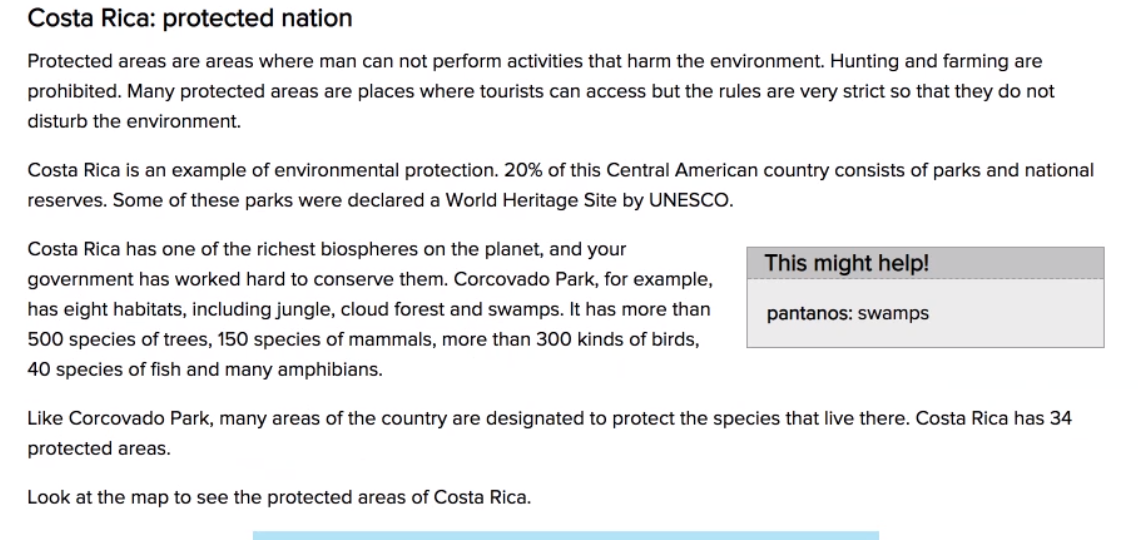 Costa Rica: protected nation
Protected areas are areas where man can not perform activities that harm the environment. Hunting and farming are
prohibited. Many protected areas are places where tourists can access but the rules are very strict so that they do not
disturb the environment.
Costa Rica is an example of environmental protection. 20% of this Central American country consists of parks and national
reserves. Some of these parks were declared a World Heritage Site by UNESCO.
Costa Rica has one of the richest biospheres on the planet, and your
government has worked hard to conserve them. Corcovado Park, for example,
has eight habitats, including jungle, cloud forest and swamps. It has more than
500 species of trees, 150 species of mammals, more than 300 kinds of birds,
40 species of fish and many amphibians.
This might help!
pantanos: swamps
Like Corcovado Park, many areas of the country are designated to protect the species that live there. Costa Rica has 34
protected areas.
Look at the map to see the protected areas of Costa Rica.